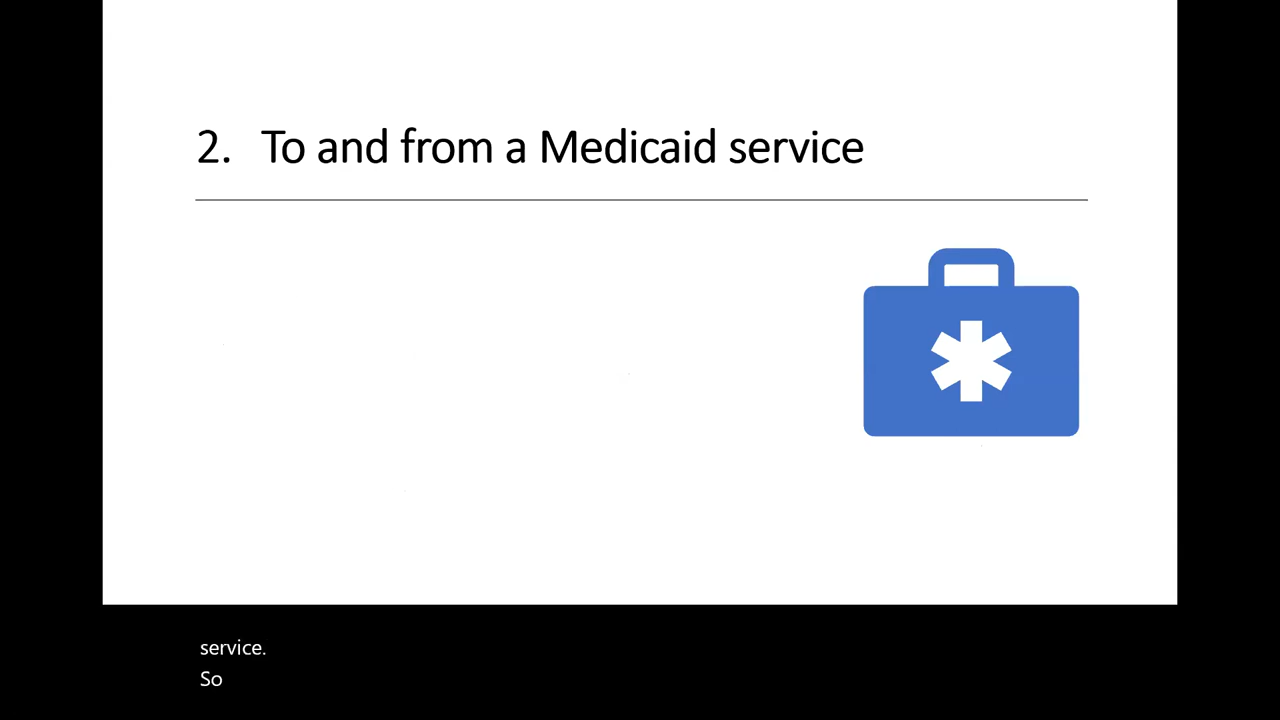 2. To and from a Medicaid service
service.
So